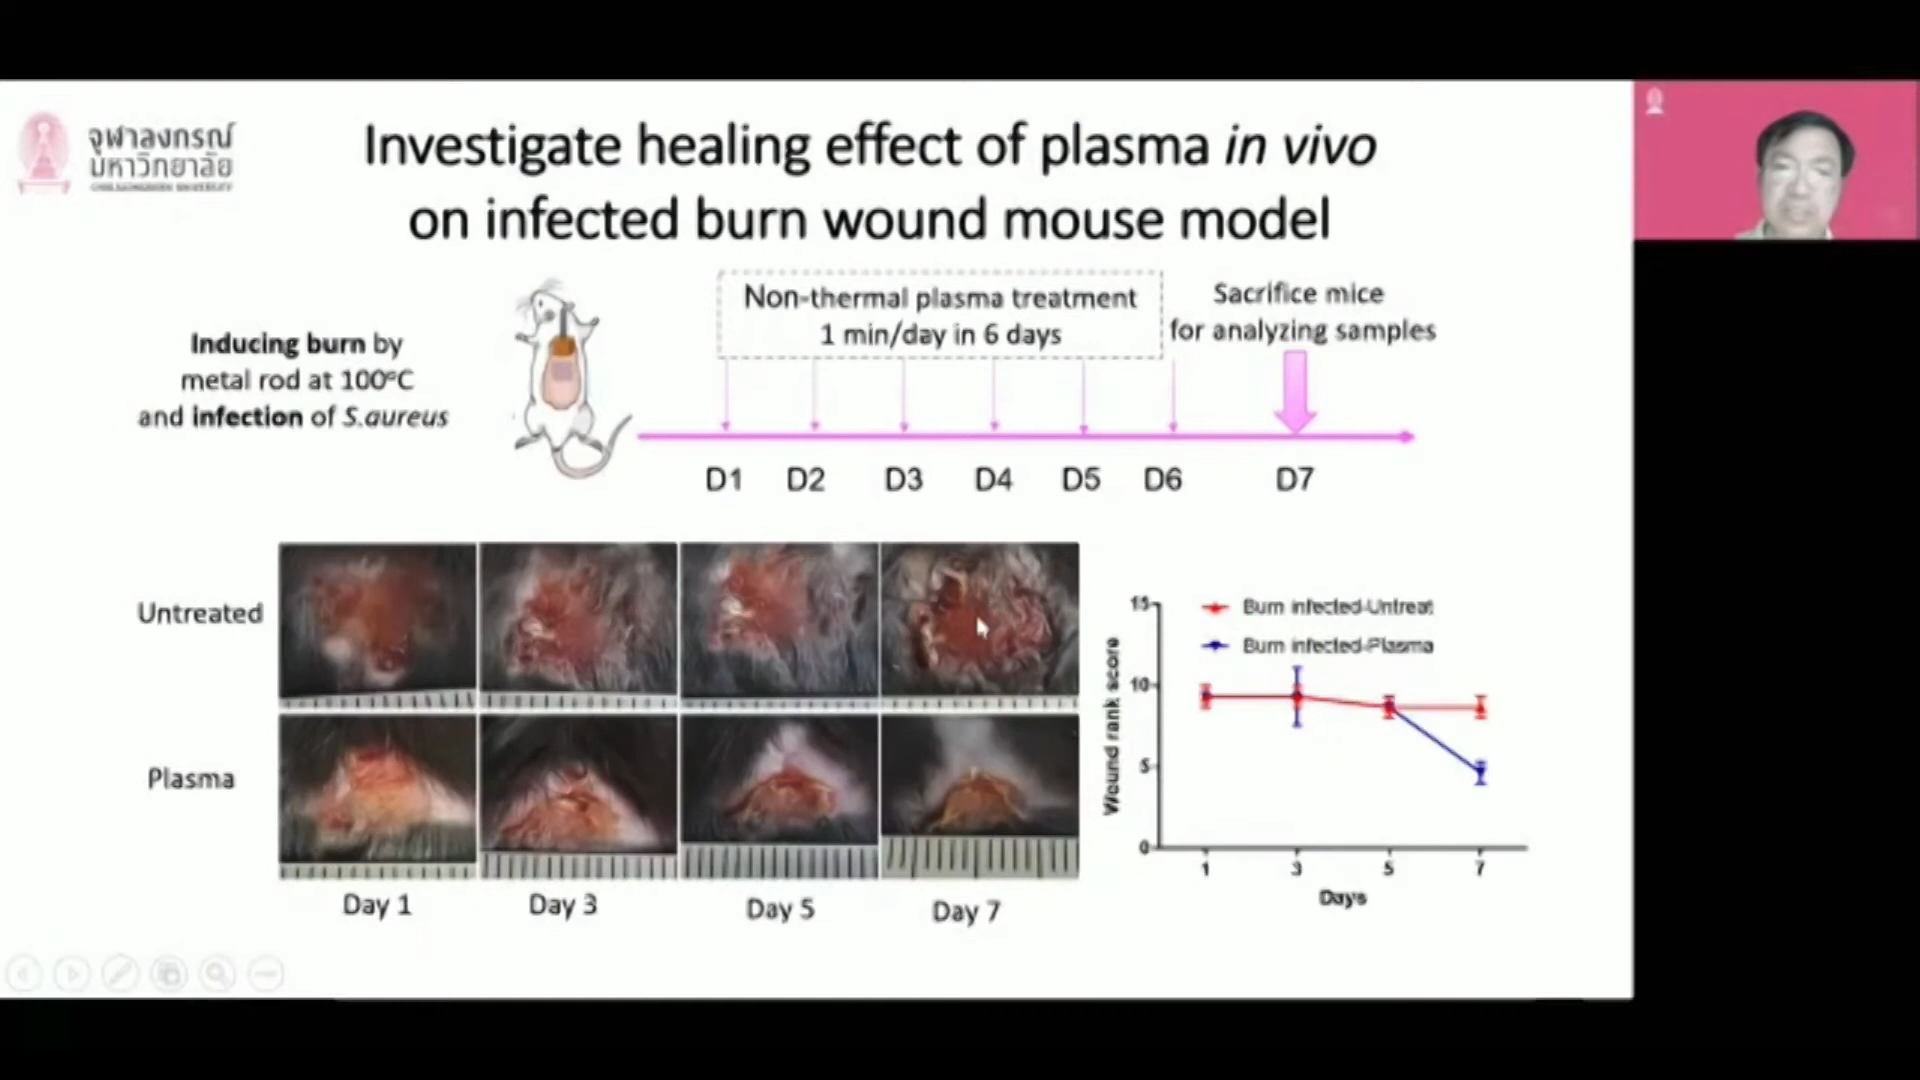 จุฬาลงกรณ์
มหาวิทยาลัย
CHULALONGKORN UNIVERSITY
Investigate healing effect of plasma in vivo
on infected burn wound mouse model
Inducing burn by
metal rod at 100°C
and infection of S.aureus
Non-thermal plasma treatment
1 min/day in 6 days
Sacrifice mice
for analyzing samples
D1 D2 D3 D4 D5 D6 D7
Untreated
Plasma
Day 1 Day 3 Day 5 Day 7
Burn infected-Untreat
Burn infected-Plasma
Wound rank score
15
10
5
0
1 3 5 7
Days